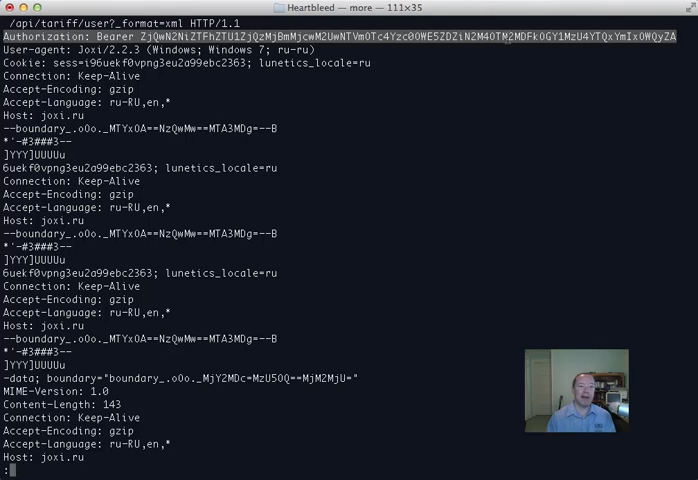 Heartbleed — more — 111×35
/api/tariff/user?_format=xml HTTP/1.1
Authorization: Bearer ZjQwN2NiZTFhZTU1ZjQzMjBmMjcwM2UwNTVmOTc4Yzc0OWE5ZDZiN2M4OTM2MDFkOGY1MzU4YTQxYmIxOWQyZA
User-agent: Joxi/2.2.3 (Windows; Windows 7; ru-ru)
Cookie: sess=i96uekf0vpng3eu2a99ebc2363; lunetics_locale=ru
Connection: Keep-Alive
Accept-Encoding: gzip
Accept-Language: ru-RU,en,*
Host: joxi.ru
--boundary_.oOo._MTYxOA==NzQwMw==MTA3MDg=--B
*'-#3###3--
]YYY]UUUUu
6uekf0vpng3eu2a99ebc2363; lunetics_locale=ru
Connection: Keep-Alive
Accept-Encoding: gzip
Accept-Language: ru-RU,en,*
Host: joxi.ru
--boundary_.oOo._MTYxOA==NzQwMw==MTA3MDg=--B
*'-#3###3--
]YYY]UUUUu
6uekf0vpng3eu2a99ebc2363; lunetics_locale=ru
Connection: Keep-Alive
Accept-Encoding: gzip
Accept-Language: ru-RU,en,*
Host: joxi.ru
--boundary_.oOo._MTYxOA==NzQwMw==MTA3MDg=--B
*'-#3###3--
]YYY]UUUUu
-data; boundary="boundary_.oOo._MjY2MDc=MzU5OQ==MjM2MjU="
MIME-Version: 1.0
Content-Length: 143
Connection: Keep-Alive
Accept-Encoding: gzip
Accept-Language: ru-RU,en,*
Host: joxi.ru
: